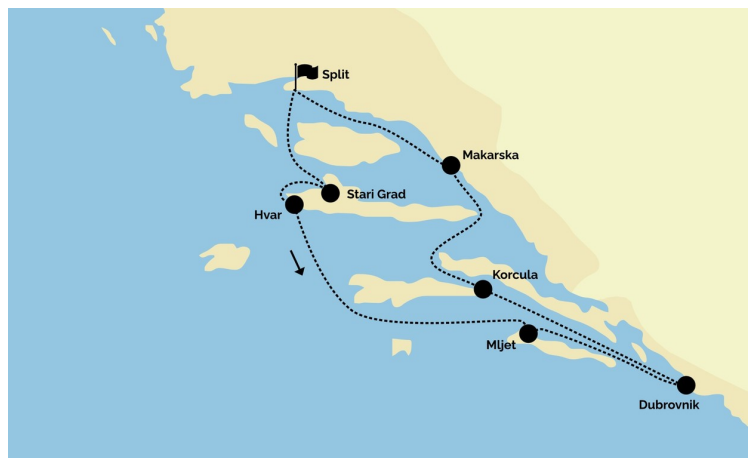 Split
Makarska
Stari Grad
Hvar
Korcula
Mljet
Dubrovnik